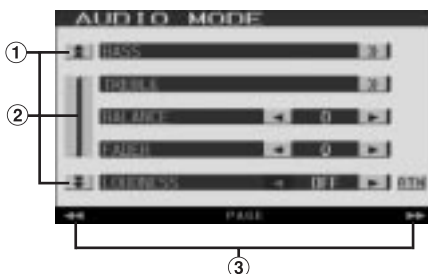 AUDIO MODE
① BASS
TREBLE
② BALANCE 0
FADER 0
LOUDNESS OFF RTN
PAGE
③